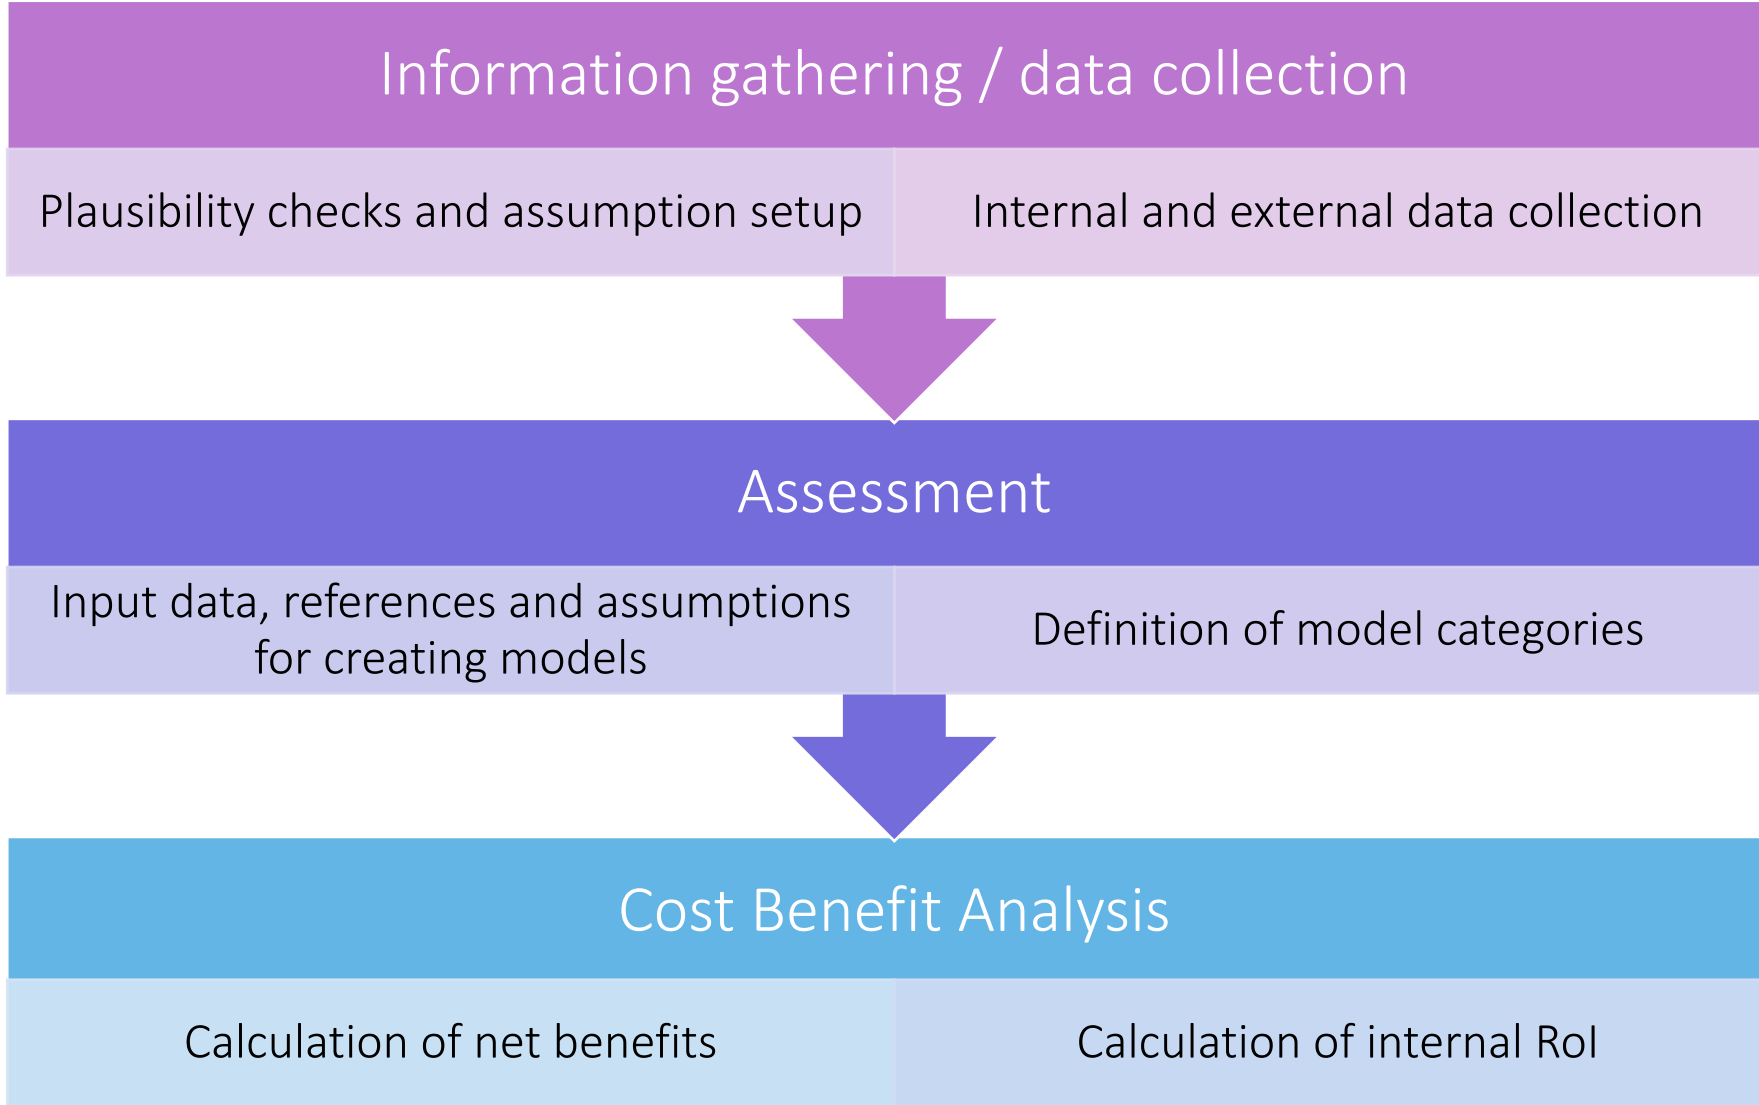 Information gathering / data collection
Plausibility checks and assumption setup
Internal and external data collection
Assessment
Input data, references and assumptions
for creating models
Definition of model categories
Cost Benefit Analysis
Calculation of net benefits
Calculation of internal RoI